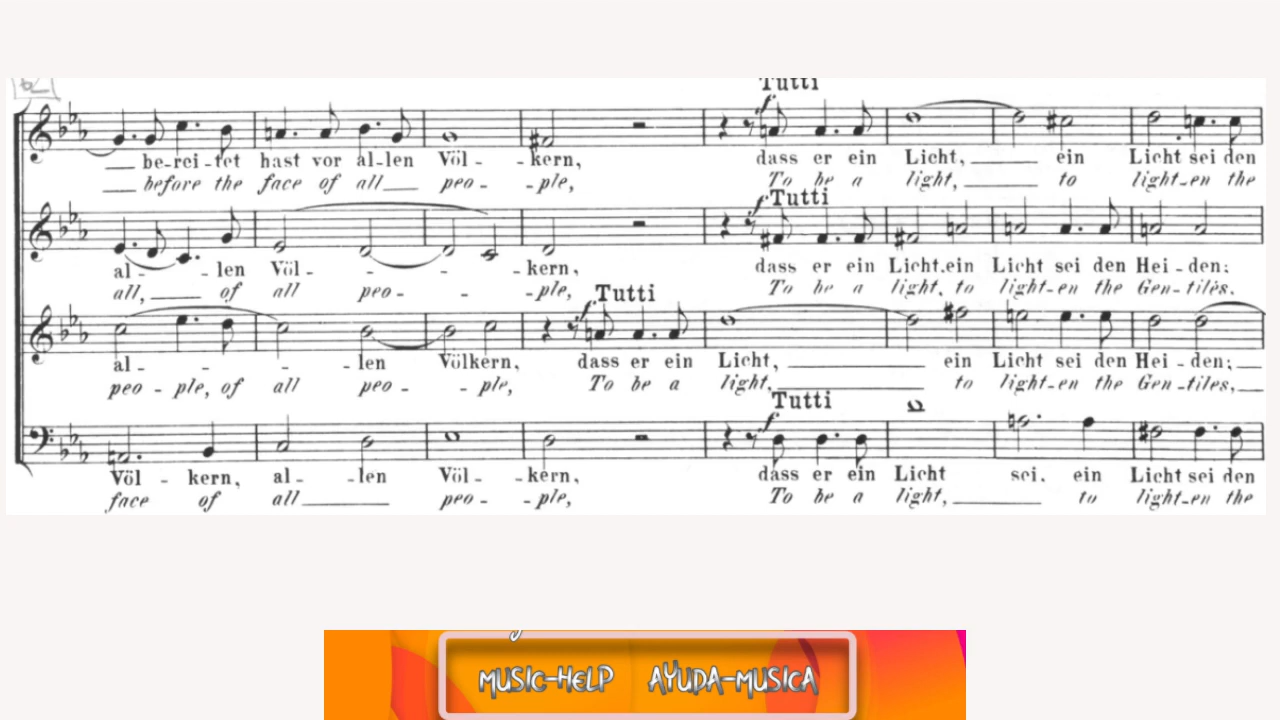 62
Tutti
be-rei-tet hast vor al-len Völ - - kern, dass er ein Licht, ein Licht sei den
before the face of all peo - - ple, To be a light, to light-en the
Tutti
al - - len Völ - - - - kern, dass er ein Licht, ein Licht sei den Hei-den;
all, of all peo - - - ple, To be a light, to light-en the Gen-tiles.
Tutti
al - - - - len Völkern, dass er ein Licht, ein Licht sei den Hei-den;
peo - ple, of all peo - - ple, To be a light, to light-en the Gen-tiles,
Tutti
Völ - kern, al - - len Völ - - kern, dass er ein Licht sei, ein Licht sei den
face of all peo - - ple, To be a light, to light-en the
MUSIC-HELP AYUDA-MUSICA